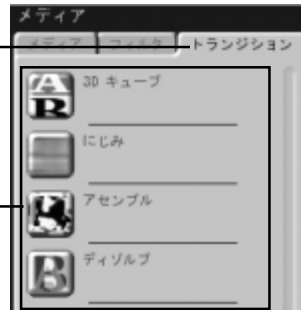 メディア
メディア フィルタ トランジション
3D キューブ
にじみ
アセンブル
ディゾルブ